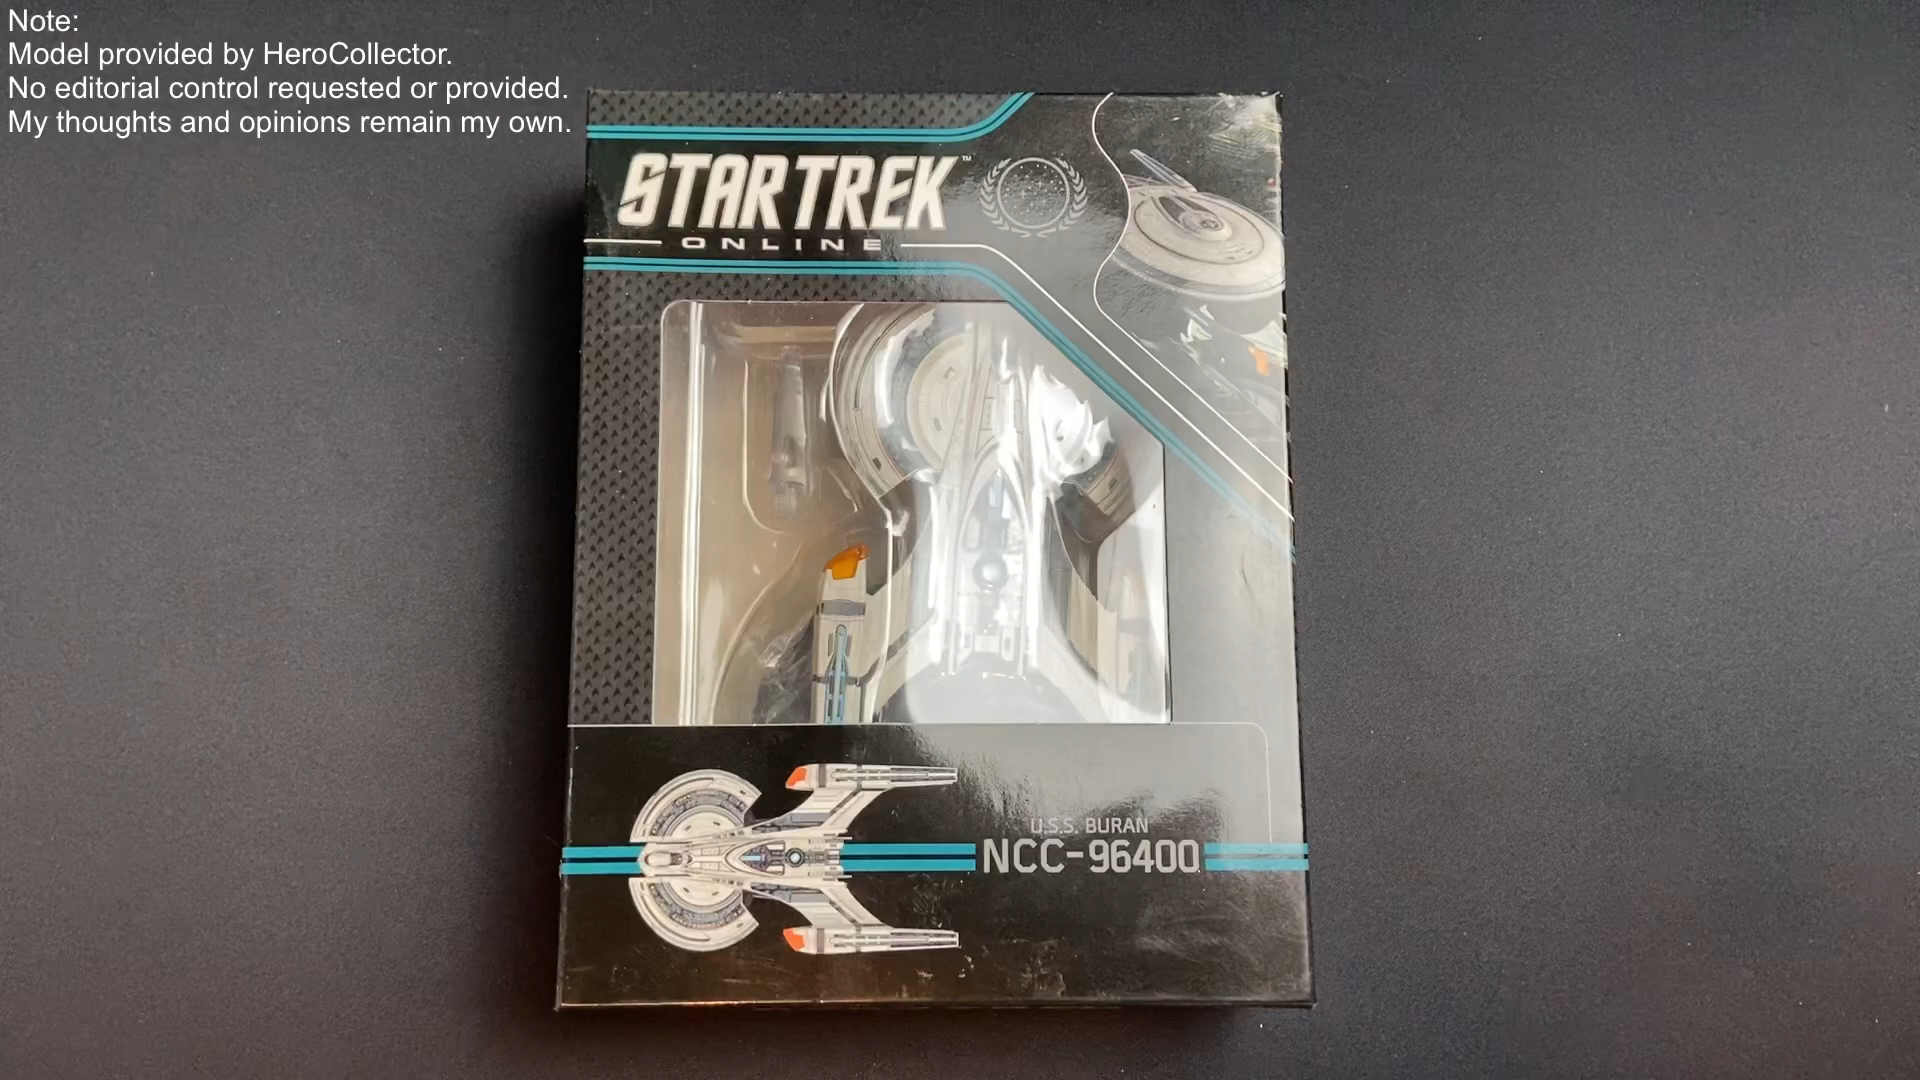 Note:
Model provided by HeroCollector.
No editorial control requested or provided.
My thoughts and opinions remain my own.
STAR TREK™
ONLINE
U.S.S. BURAN
NCC-96400